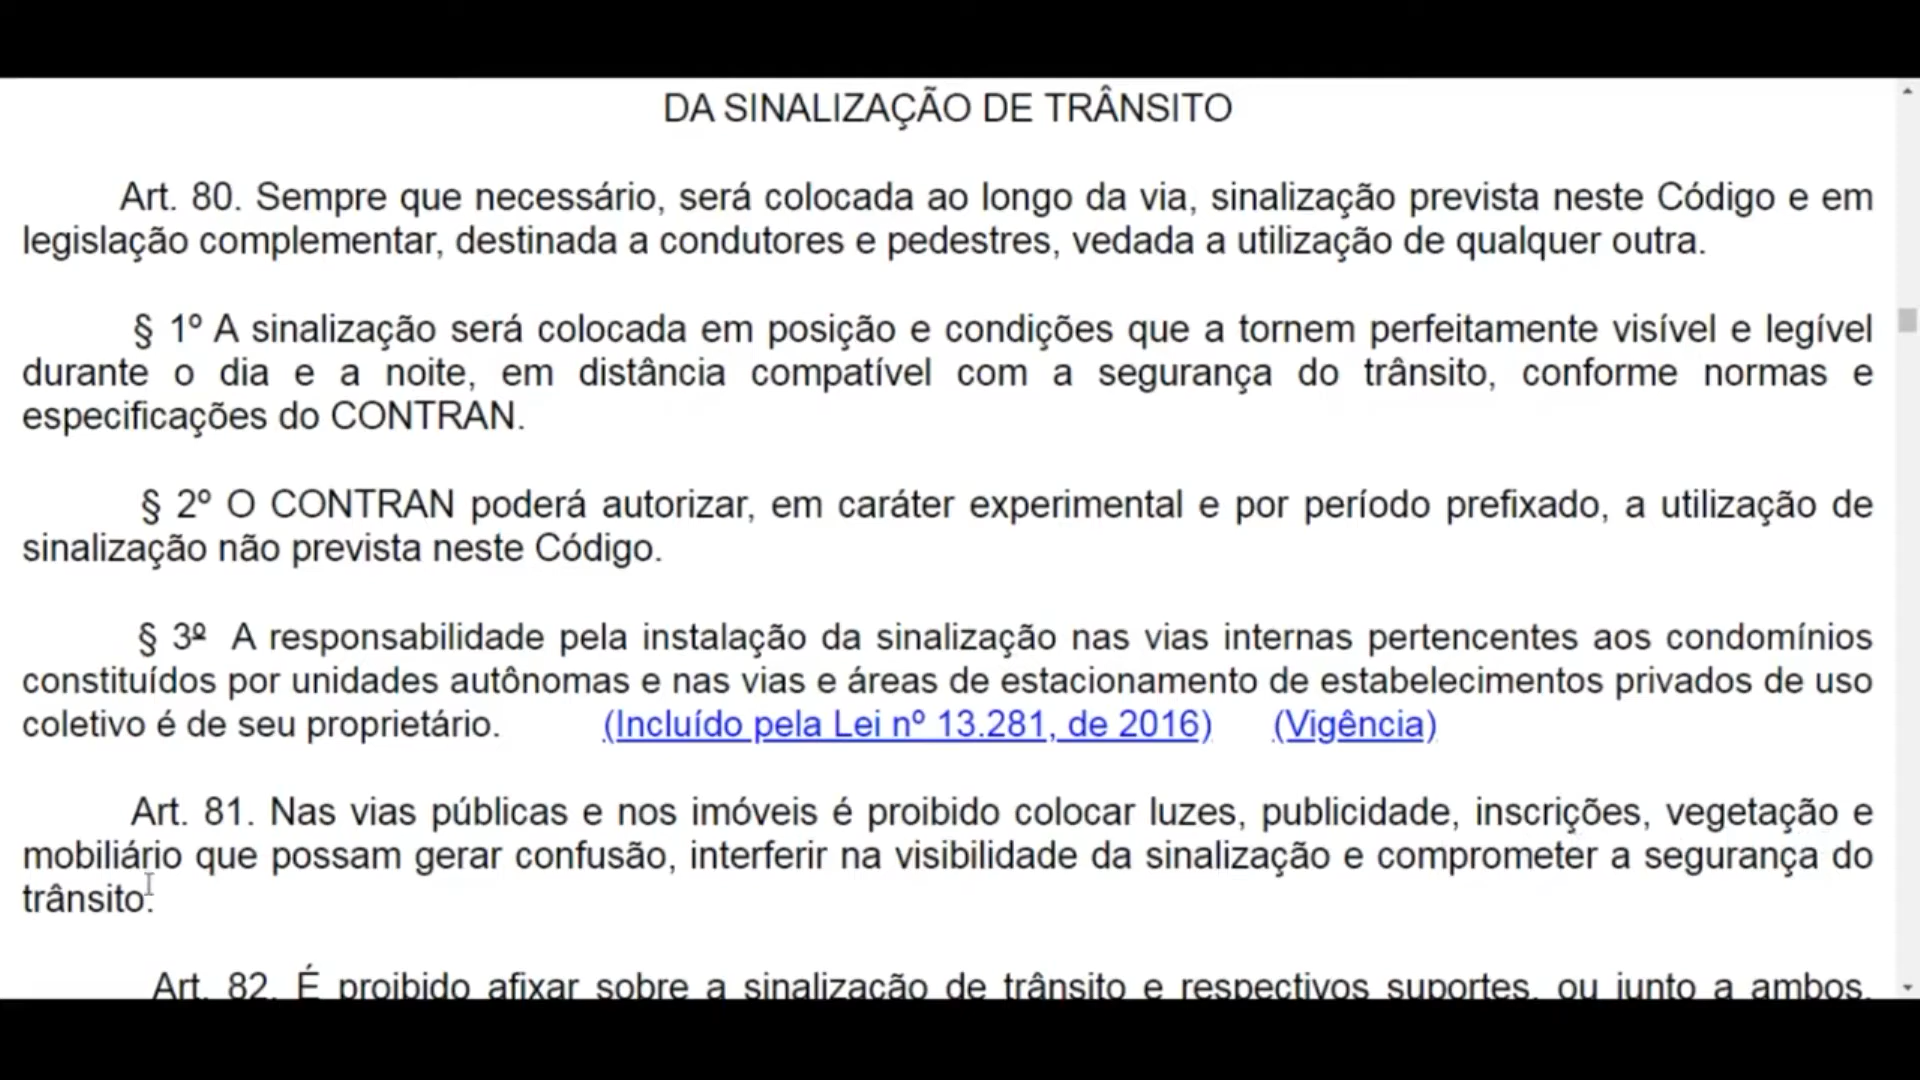 DA SINALIZAÇÃO DE TRÂNSITO
Art. 80. Sempre que necessário, será colocada ao longo da via, sinalização prevista neste Código e em
legislação complementar, destinada a condutores e pedestres, vedada a utilização de qualquer outra.
§ 1º A sinalização será colocada em posição e condições que a tornem perfeitamente visível e legível
durante o dia e a noite, em distância compatível com a segurança do trânsito, conforme normas e
especificações do CONTRAN.
§ 2º O CONTRAN poderá autorizar, em caráter experimental e por período prefixado, a utilização de
sinalização não prevista neste Código.
§ 3º A responsabilidade pela instalação da sinalização nas vias internas pertencentes aos condomínios
constituídos por unidades autônomas e nas vias e áreas de estacionamento de estabelecimentos privados de uso
coletivo é de seu proprietário. (Incluído pela Lei nº 13.281, de 2016) (Vigência)
Art. 81. Nas vias públicas e nos imóveis é proibido colocar luzes, publicidade, inscrições, vegetação e
mobiliário que possam gerar confusão, interferir na visibilidade da sinalização e comprometer a segurança do
trânsito.
Art. 82. É proibido afixar sobre a sinalização de trânsito e respectivos suportes, ou junto a ambos,